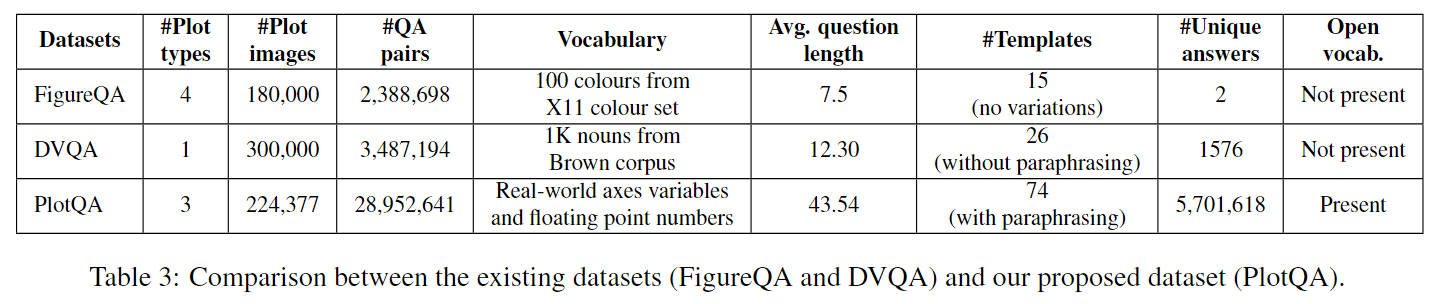 Datasets #Plot types #Plot images #QA pairs Vocabulary Avg. question length #Templates #Unique answers Open vocab.
FigureQA 4 180,000 2,388,698 100 colours from X11 colour set 7.5 15 (no variations) 2 Not present
DVQA 1 300,000 3,487,194 1K nouns from Brown corpus 12.30 26 (without paraphrasing) 1576 Not present
PlotQA 3 224,377 28,952,641 Real-world axes variables and floating point numbers 43.54 74 (with paraphrasing) 5,701,618 Present
Table 3: Comparison between the existing datasets (FigureQA and DVQA) and our proposed dataset (PlotQA).